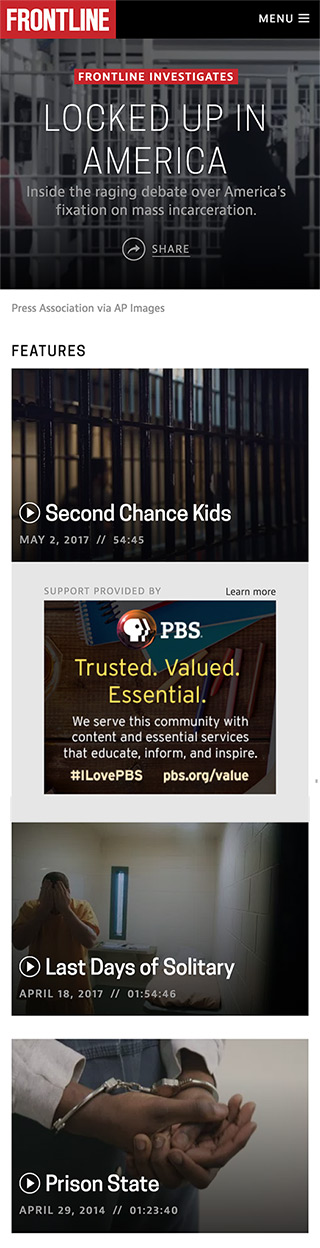 FRONTLINE
MENU
FRONTLINE INVESTIGATES
LOCKED UP IN
AMERICA
Inside the raging debate over America's
fixation on mass incarceration.
SHARE
Press Association via AP Images
FEATURES
Second Chance Kids
MAY 2, 2017 // 54:45
SUPPORT PROVIDED BY
Learn more
PBS.
Trusted. Valued.
Essential.
We serve this community with
content and essential services
that educate, inform, and inspire.
#ILovePBS pbs.org/value
Last Days of Solitary
APRIL 18, 2017 // 01:54:46
Prison State
APRIL 29, 2014 // 01:23:40